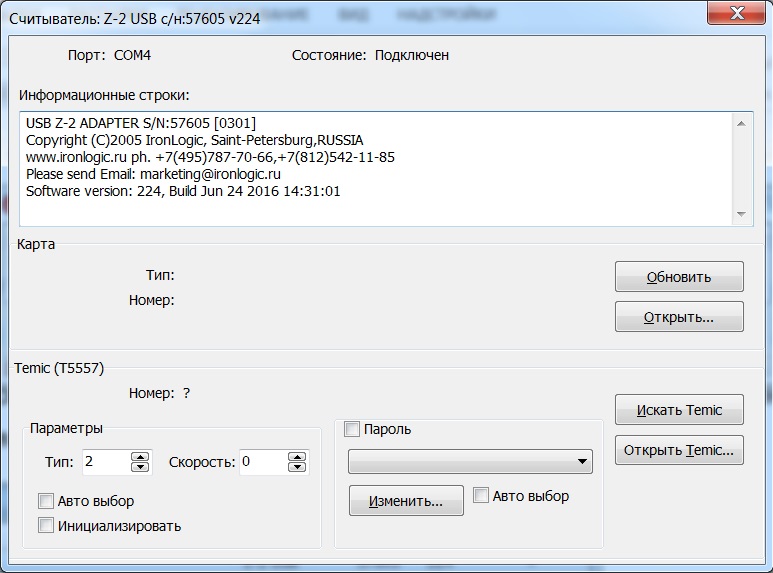 Считыватель: Z-2 USB с/н:57605 v224
Порт: COM4 Состояние: Подключен
Информационные строки:
USB Z-2 ADAPTER S/N:57605 [0301]
Copyright (C)2005 IronLogic, Saint-Petersburg,RUSSIA
www.ironlogic.ru ph. +7(495)787-70-66,+7(812)542-11-85
Please send Email: marketing@ironlogic.ru
Software version: 224, Build Jun 24 2016 14:31:01
Карта
Тип:
Обновить
Номер:
Открыть...
Temic (T5557)
Номер: ?
Искать Temic
Открыть Temic...
Параметры
Тип: 2 Скорость: 0
Авто выбор
Инициализировать
Пароль
Изменить...
Авто выбор